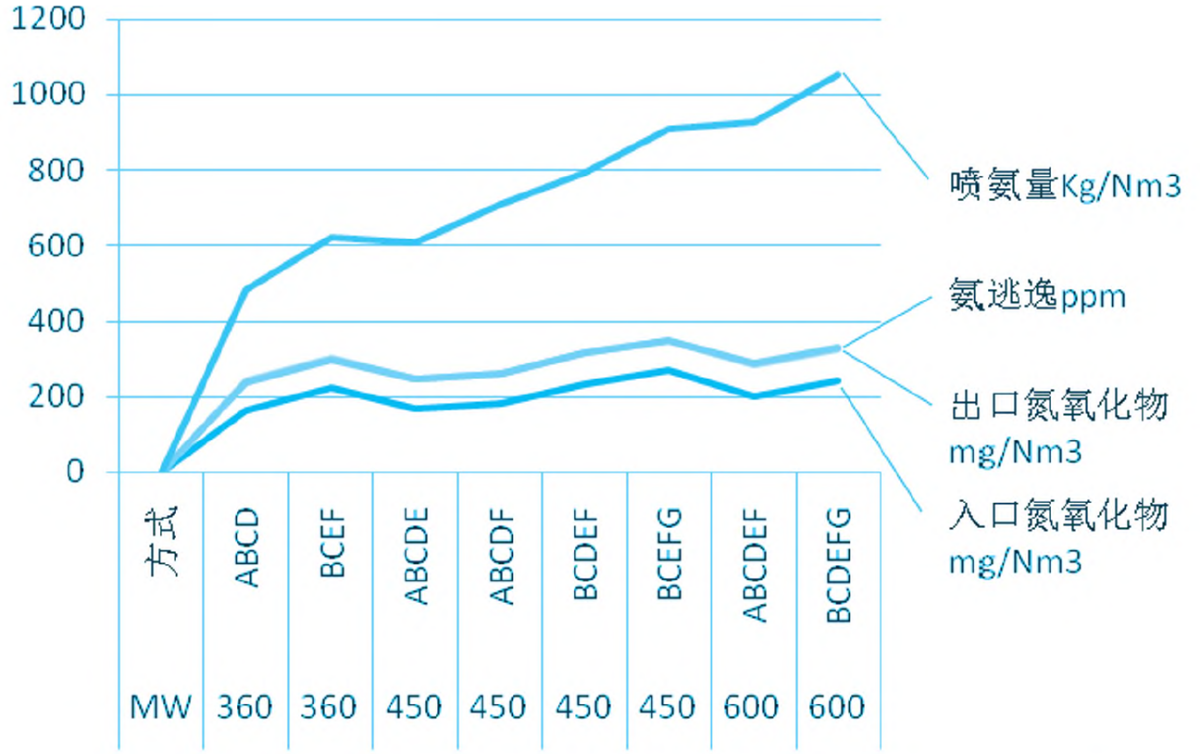 1200
1000
800
600
400
200
0
喷氨量Kg/Nm3
氨逃逸ppm
出口氮氧化物
mg/Nm3
入口氮氧化物
mg/Nm3
方式
ABCD
BCEF
ABCDE
ABCDF
BCDEF
BCEFG
ABCDEF
BCDEFG
MW 360 360 450 450 450 450 600 600